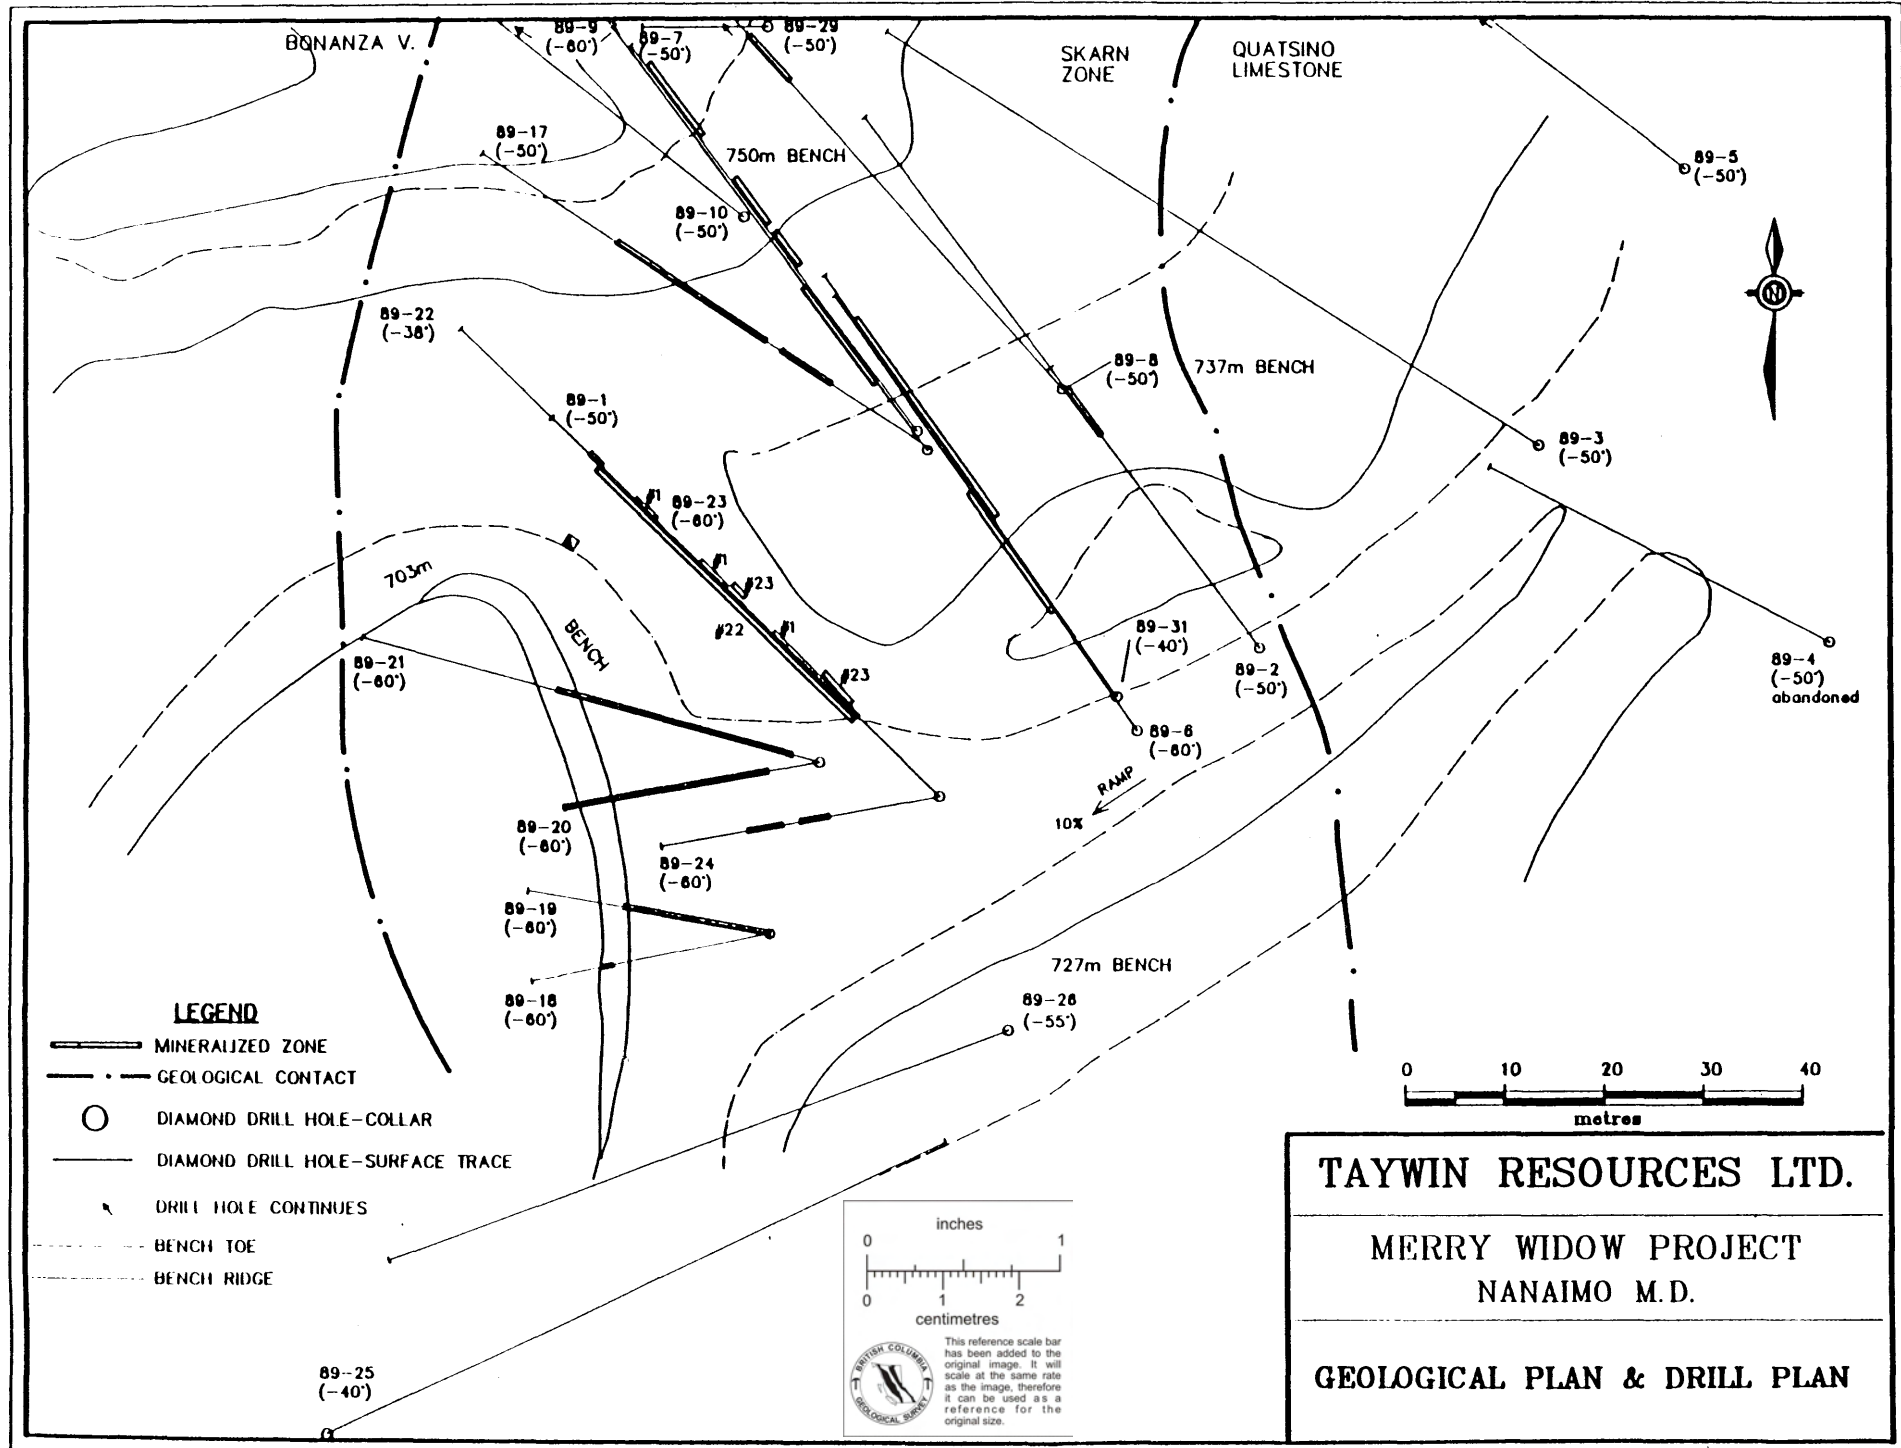 BONANZA V.
89-9
(-60°)
89-7
(-50°)
89-29
(-50°)
SKARN
ZONE
QUATSINO
LIMESTONE
89-17
(-50°)
750m BENCH
89-5
(-50°)
89-10
(-50°)
89-22
(-38°)
89-8
(-50°)
737m BENCH
N
89-1
(-50°)
89-3
(-50°)
#1
89-23
(-60°)
703m
BENCH
#1
#23
#22
#1
#23
89-31
(-40°)
89-21
(-60°)
89-2
(-50°)
89-4
(-50°)
abandoned
89-6
(-60°)
RAMP
10%
89-20
(-60°)
89-24
(-60°)
89-19
(-60°)
727m BENCH
89-18
(-60°)
89-26
(-55°)
LEGEND
MINERALIZED ZONE
GEOLOGICAL CONTACT
DIAMOND DRILL HOLE-COLLAR
DIAMOND DRILL HOLE-SURFACE TRACE
DRILL HOLE CONTINUES
BENCH TOE
BENCH RIDGE
0 10 20 30 40
metres
89-25
(-40°)
inches
0 1
0 1 2
centimetres
BRITISH COLUMBIA
GEOLOGICAL SURVEY
This reference scale bar
has been added to the
original image. It will
scale at the same rate
as the image, therefore
it can be used as a
reference for the
original size.
TAYWIN RESOURCES LTD.
MERRY WIDOW PROJECT
NANAIMO M.D.
GEOLOGICAL PLAN & DRILL PLAN